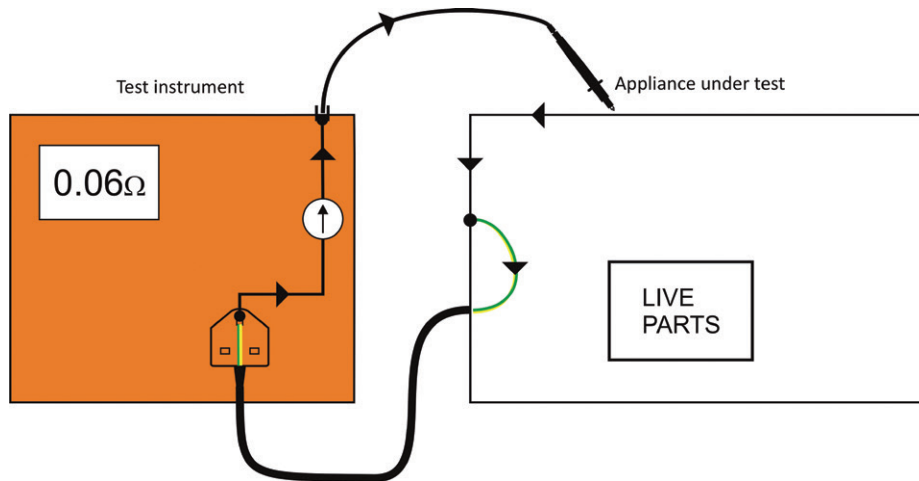 Test instrument
Appliance under test
0.06Ω
LIVE
PARTS